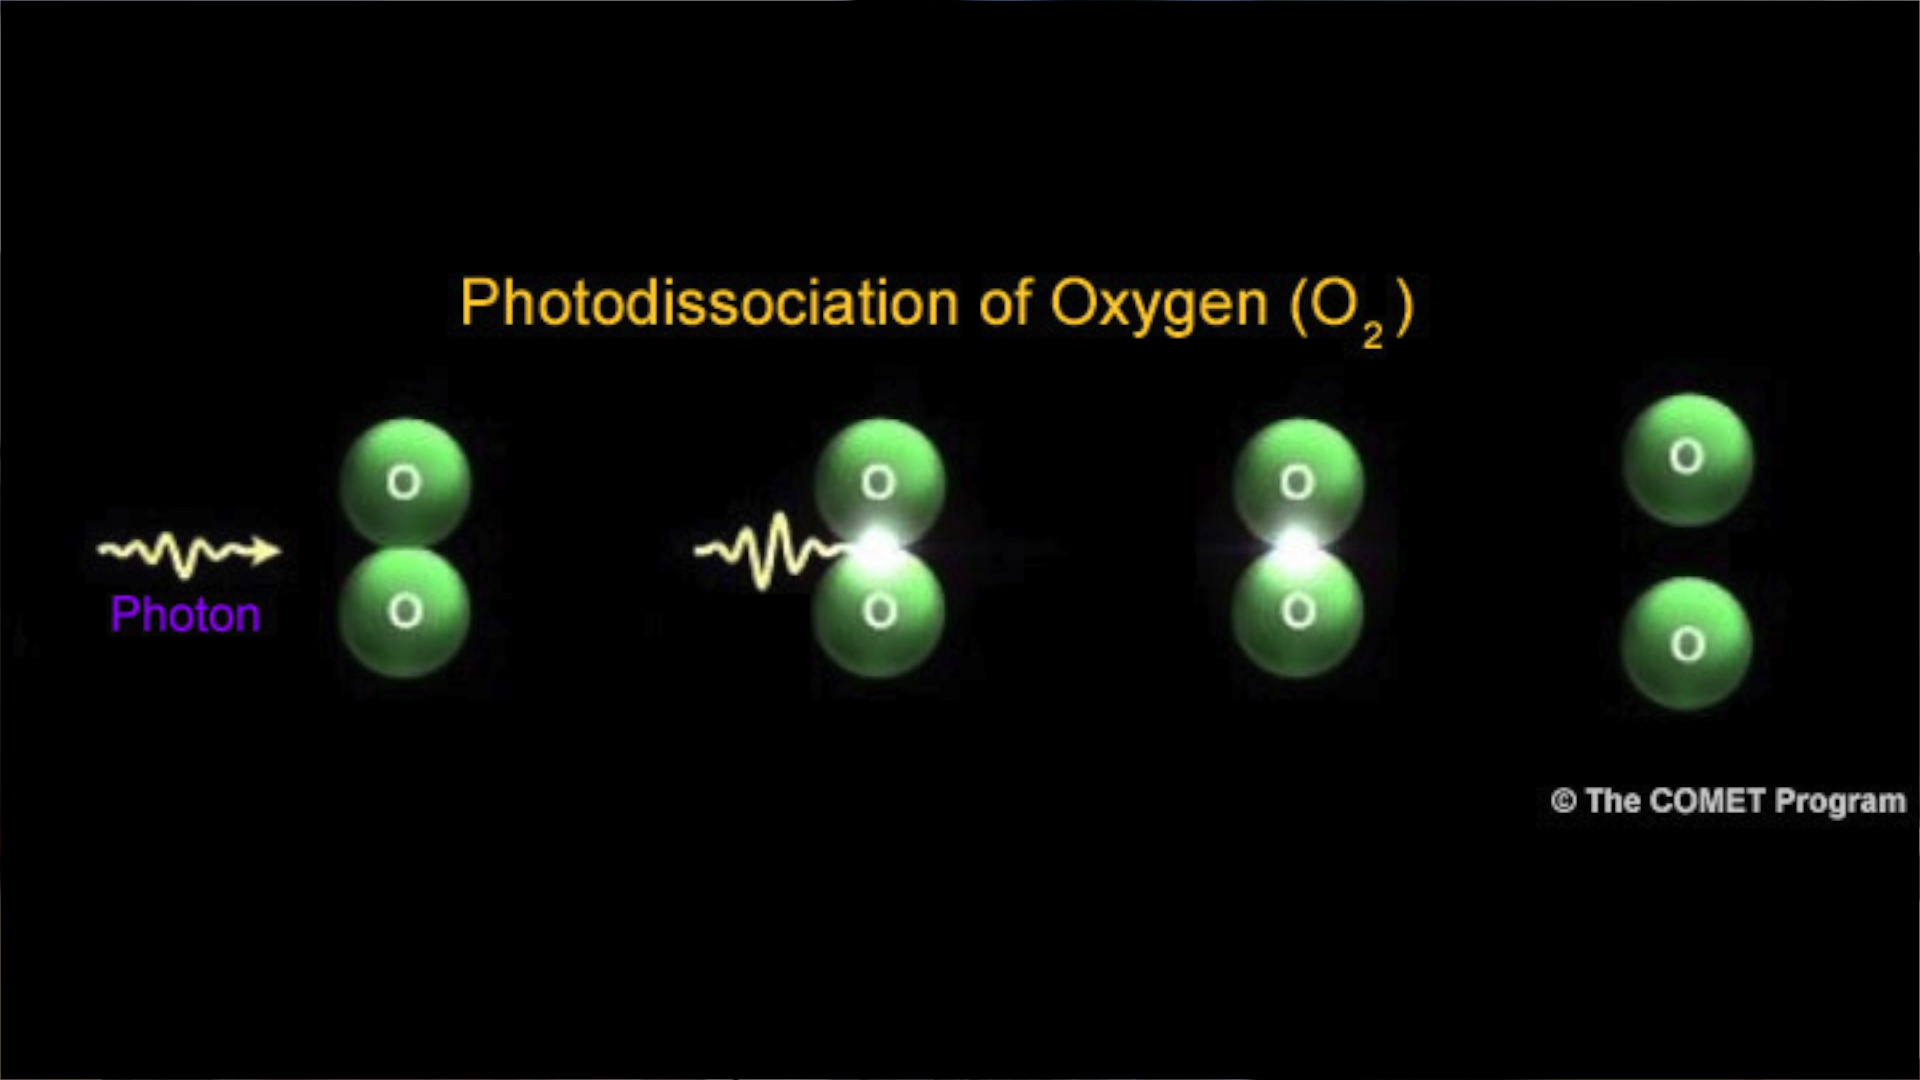 Photodissociation of Oxygen (O₂)
O O O O
Photon
O O O O
© The COMET Program